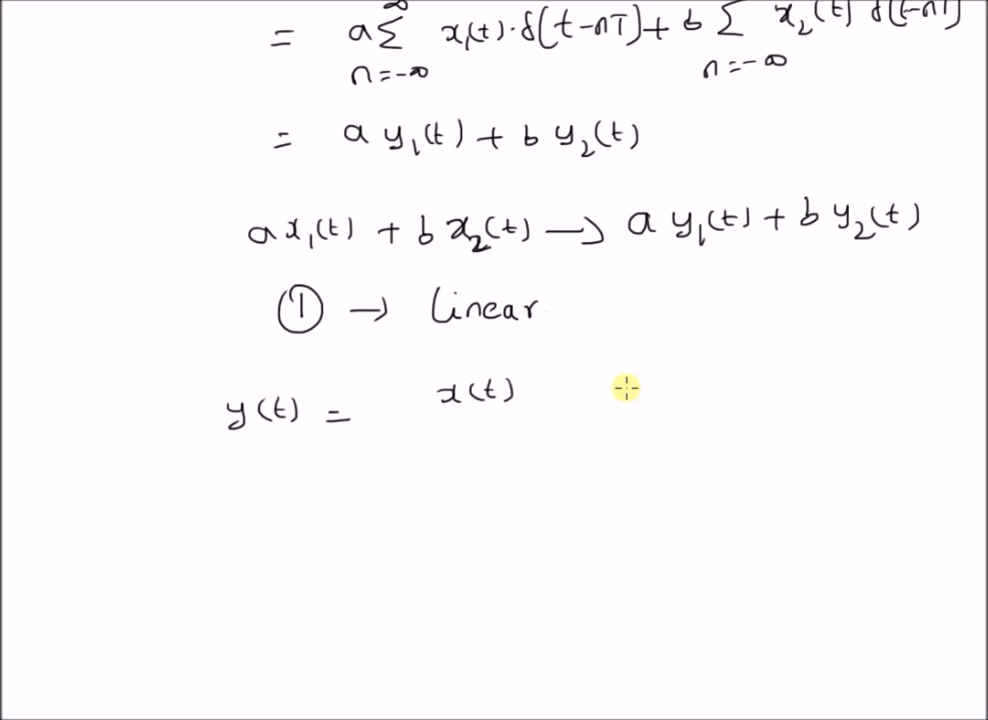 = a ∞∑n=-∞ x₁(t)·δ(t-nT) + b ∑n=-∞ x₂(t) δ(t-nT)
= a y₁(t) + b y₂(t)
a x₁(t) + b x₂(t) → a y₁(t) + b y₂(t)
① → Linear
y(t) = x(t)